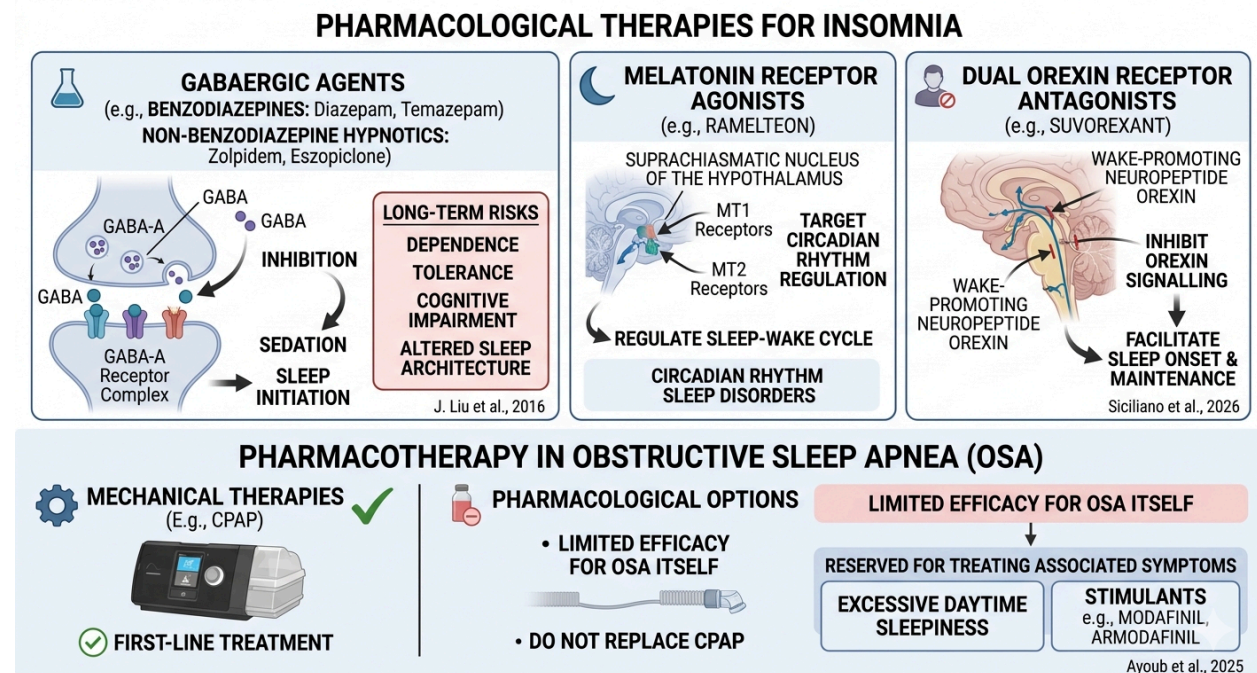 PHARMACOLOGICAL THERAPIES FOR INSOMNIA
GABAERGIC AGENTS
(e.g., BENZODIAZEPINES: Diazepam, Temazepam)
NON-BENZODIAZEPINE HYPNOTICS:
Zolpidem, Eszopiclone)
GABA-A
GABA
GABA
GABA
GABA-A
Receptor
Complex
INHIBITION
SEDATION
SLEEP
INITIATION
LONG-TERM RISKS
DEPENDENCE
TOLERANCE
COGNITIVE
IMPAIRMENT
ALTERED SLEEP
ARCHITECTURE
J. Liu et al., 2016
MELATONIN RECEPTOR
AGONISTS
(e.g., RAMELTEON)
SUPRACHIASMATIC NUCLEUS
OF THE HYPOTHALAMUS
MT1
Receptors
MT2
Receptors
TARGET
CIRCADIAN
RHYTHM
REGULATION
REGULATE SLEEP-WAKE CYCLE
CIRCADIAN RHYTHM
SLEEP DISORDERS
DUAL OREXIN RECEPTOR
ANTAGONISTS
(e.g., SUVOREXANT)
WAKE-PROMOTING
NEUROPEPTIDE
OREXIN
WAKE-
PROMOTING
NEUROPEPTIDE
OREXIN
INHIBIT
OREXIN
SIGNALLING
FACILITATE
SLEEP ONSET &
MAINTENANCE
Siciliano et al., 2026
PHARMACOTHERAPY IN OBSTRUCTIVE SLEEP APNEA (OSA)
MECHANICAL THERAPIES
(E.g., CPAP)
FIRST-LINE TREATMENT
PHARMACOLOGICAL OPTIONS
• LIMITED EFFICACY
FOR OSA ITSELF
• DO NOT REPLACE CPAP
LIMITED EFFICACY FOR OSA ITSELF
RESERVED FOR TREATING ASSOCIATED SYMPTOMS
EXCESSIVE DAYTIME
SLEEPINESS
STIMULANTS
e.g., MODAFINIL,
ARMODAFINIL
Ayoub et al., 2025